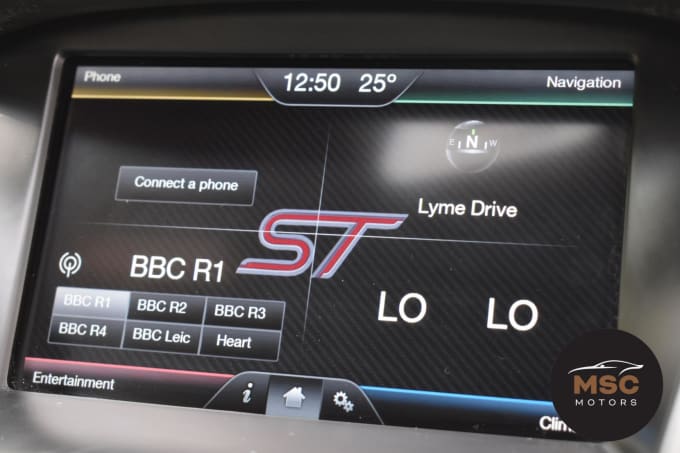 Phone
12:50 25°
Navigation
E N W
Connect a phone
Lyme Drive
ST
BBC R1
BBC R1 BBC R2 BBC R3
BBC R4 BBC Leic Heart
LO LO
Entertainment
i
Clim
MSC
MOTORS